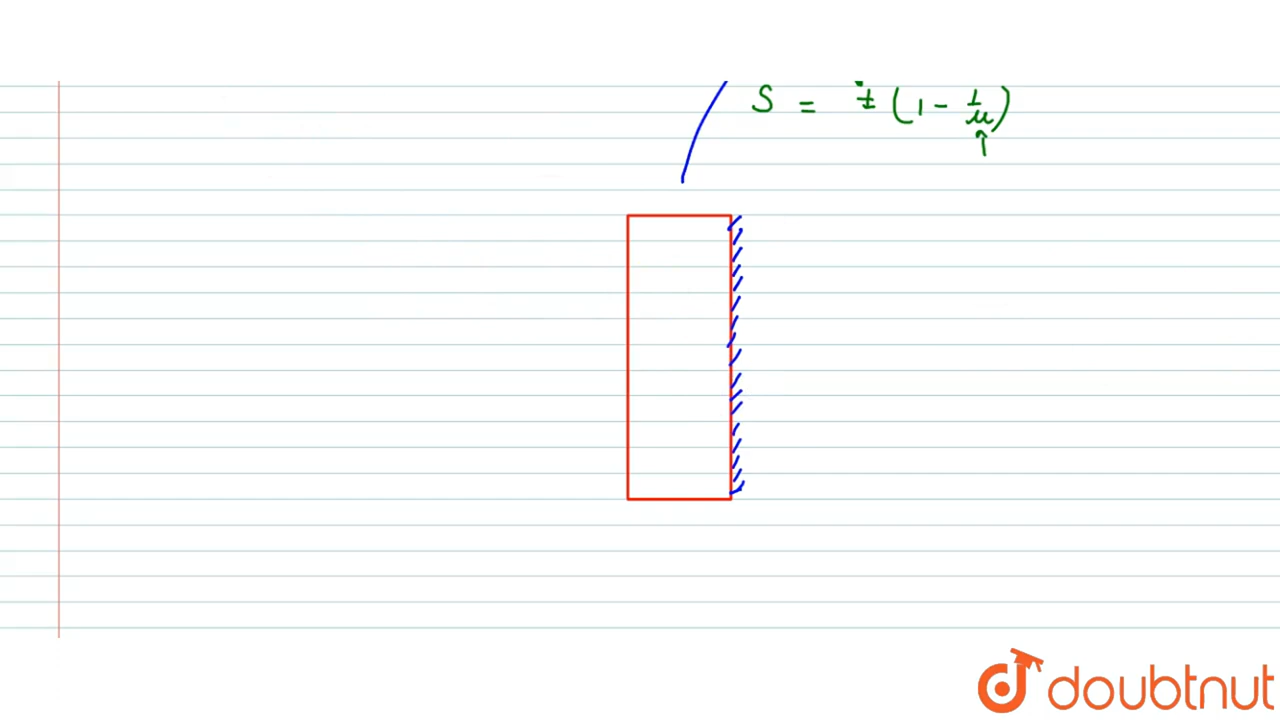 S = t (1 - 1/μ)
doubtnut